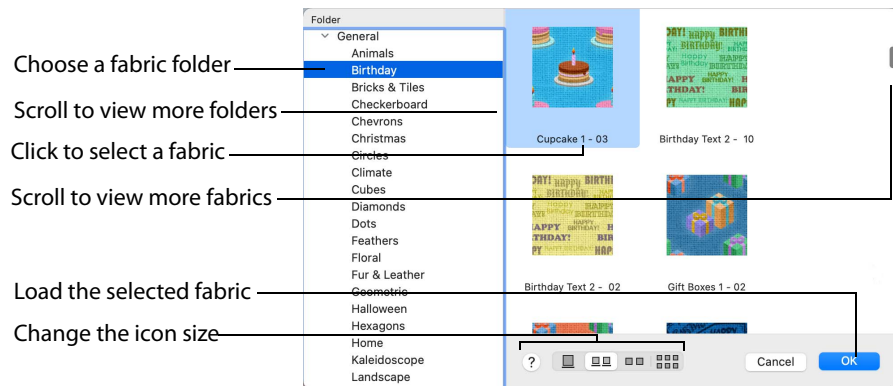 Choose a fabric folder
Scroll to view more folders
Click to select a fabric
Scroll to view more fabrics
Load the selected fabric
Change the icon size
Folder
General
Animals
Birthday
Bricks & Tiles
Checkerboard
Chevrons
Christmas
Circles
Climate
Cubes
Diamonds
Dots
Feathers
Floral
Fur & Leather
Geometric
Halloween
Hexagons
Home
Kaleidoscope
Landscape
Cupcake 1 - 03
Birthday Text 2 - 10
Birthday Text 2 - 02
Gift Boxes 1 - 02
?
Cancel
OK